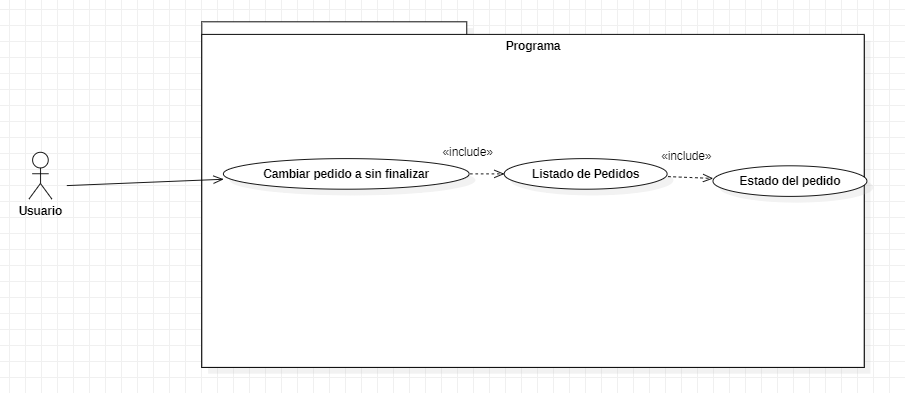 Programa
«include»
«include»
Cambiar pedido a sin finalizar
Listado de Pedidos
Estado del pedido
Usuario